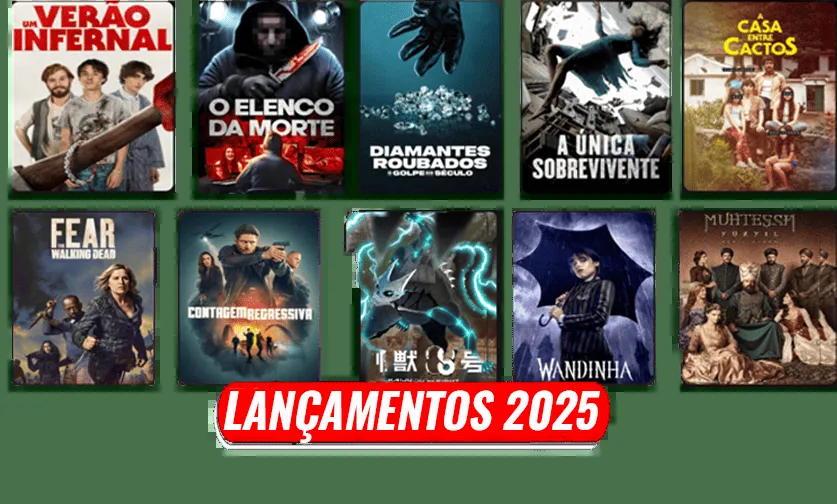 UM VERÃO
INFERNAL
O ELENCO
DA MORTE
DIAMANTES
ROUBADOS
O GOLPE DO SÉCULO
A ÚNICA
SOBREVIVENTE
A
CASA
ENTRE
CACTOS
FEAR
THE
WALKING DEAD
CONTAGEM REGRESSIVA
獣 8号
WANDINHA
MUHTEŞEM
YÜZYIL
LANÇAMENTOS 2025